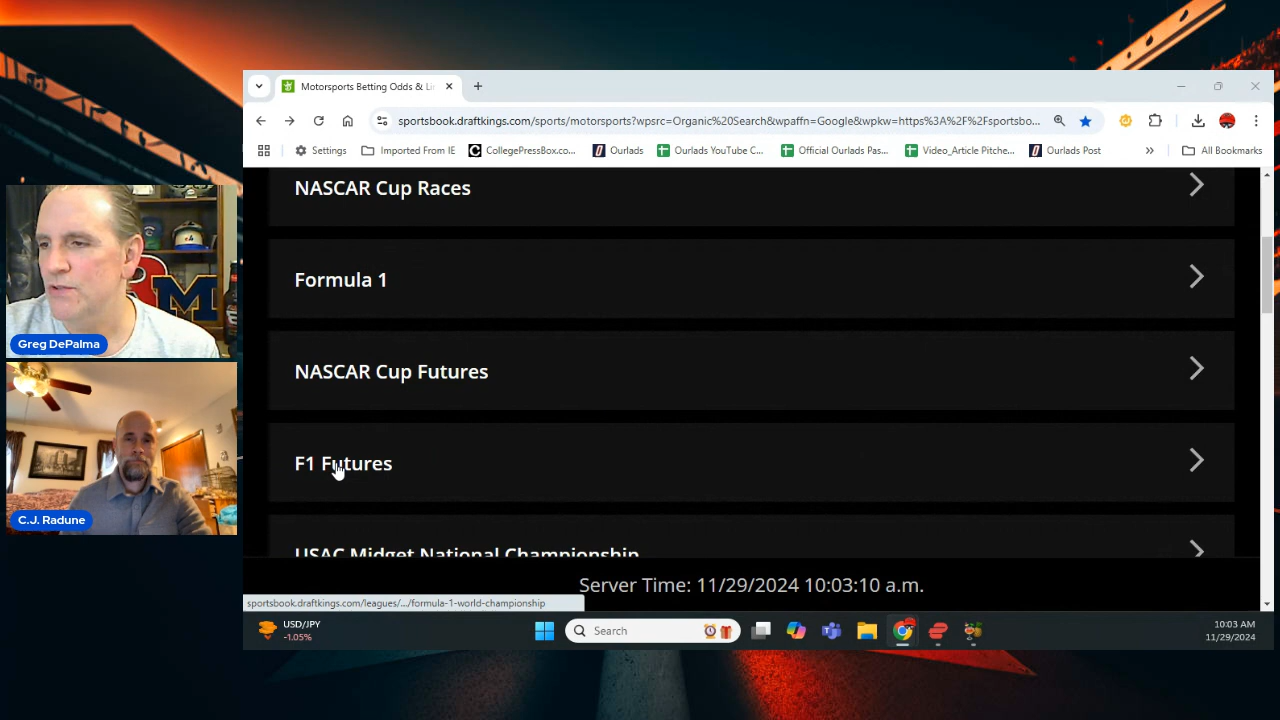 Motorsports Betting Odds & Li
sportsbook.draftkings.com/sports/motorsports?wpsrc=Organic%20Search&wpaffn=Google&wpkw=https%3A%2F%2Fsportsbo...
Settings
Imported From IE
CollegePressBox.co...
Ourlads
Ourlads YouTube C...
Official Ourlads Pas...
Video_Article Pitche...
Ourlads Post
All Bookmarks
NASCAR Cup Races
Formula 1
NASCAR Cup Futures
F1 Futures
USAC Midget National Championship
Server Time: 11/29/2024 10:03:10 a.m.
sportsbook.draftkings.com/leagues/.../formula-1-world-championship
Greg DePalma
C.J. Radune
USD/JPY
-1.05%
Search
10:03 AM
11/29/2024